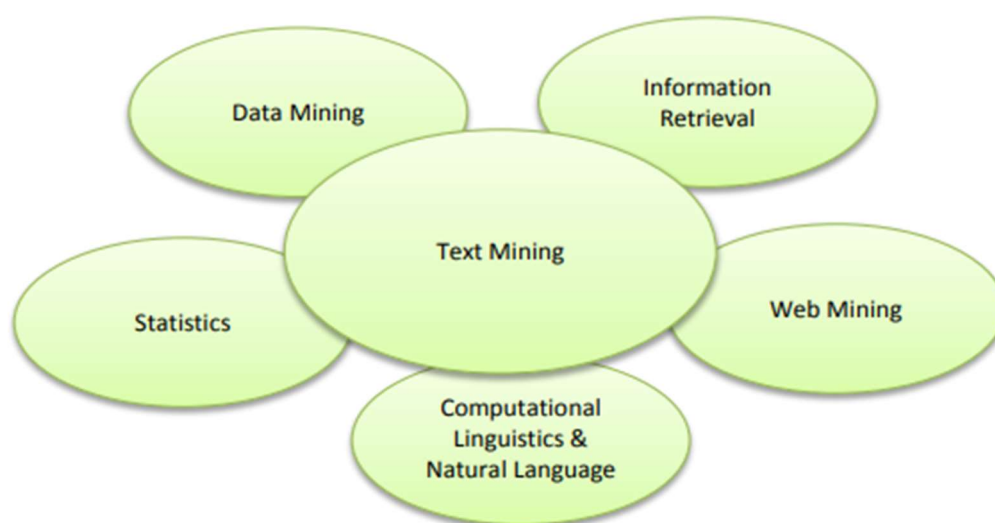 Data Mining
Information
Retrieval
Text Mining
Statistics
Web Mining
Computational
Linguistics &
Natural Language